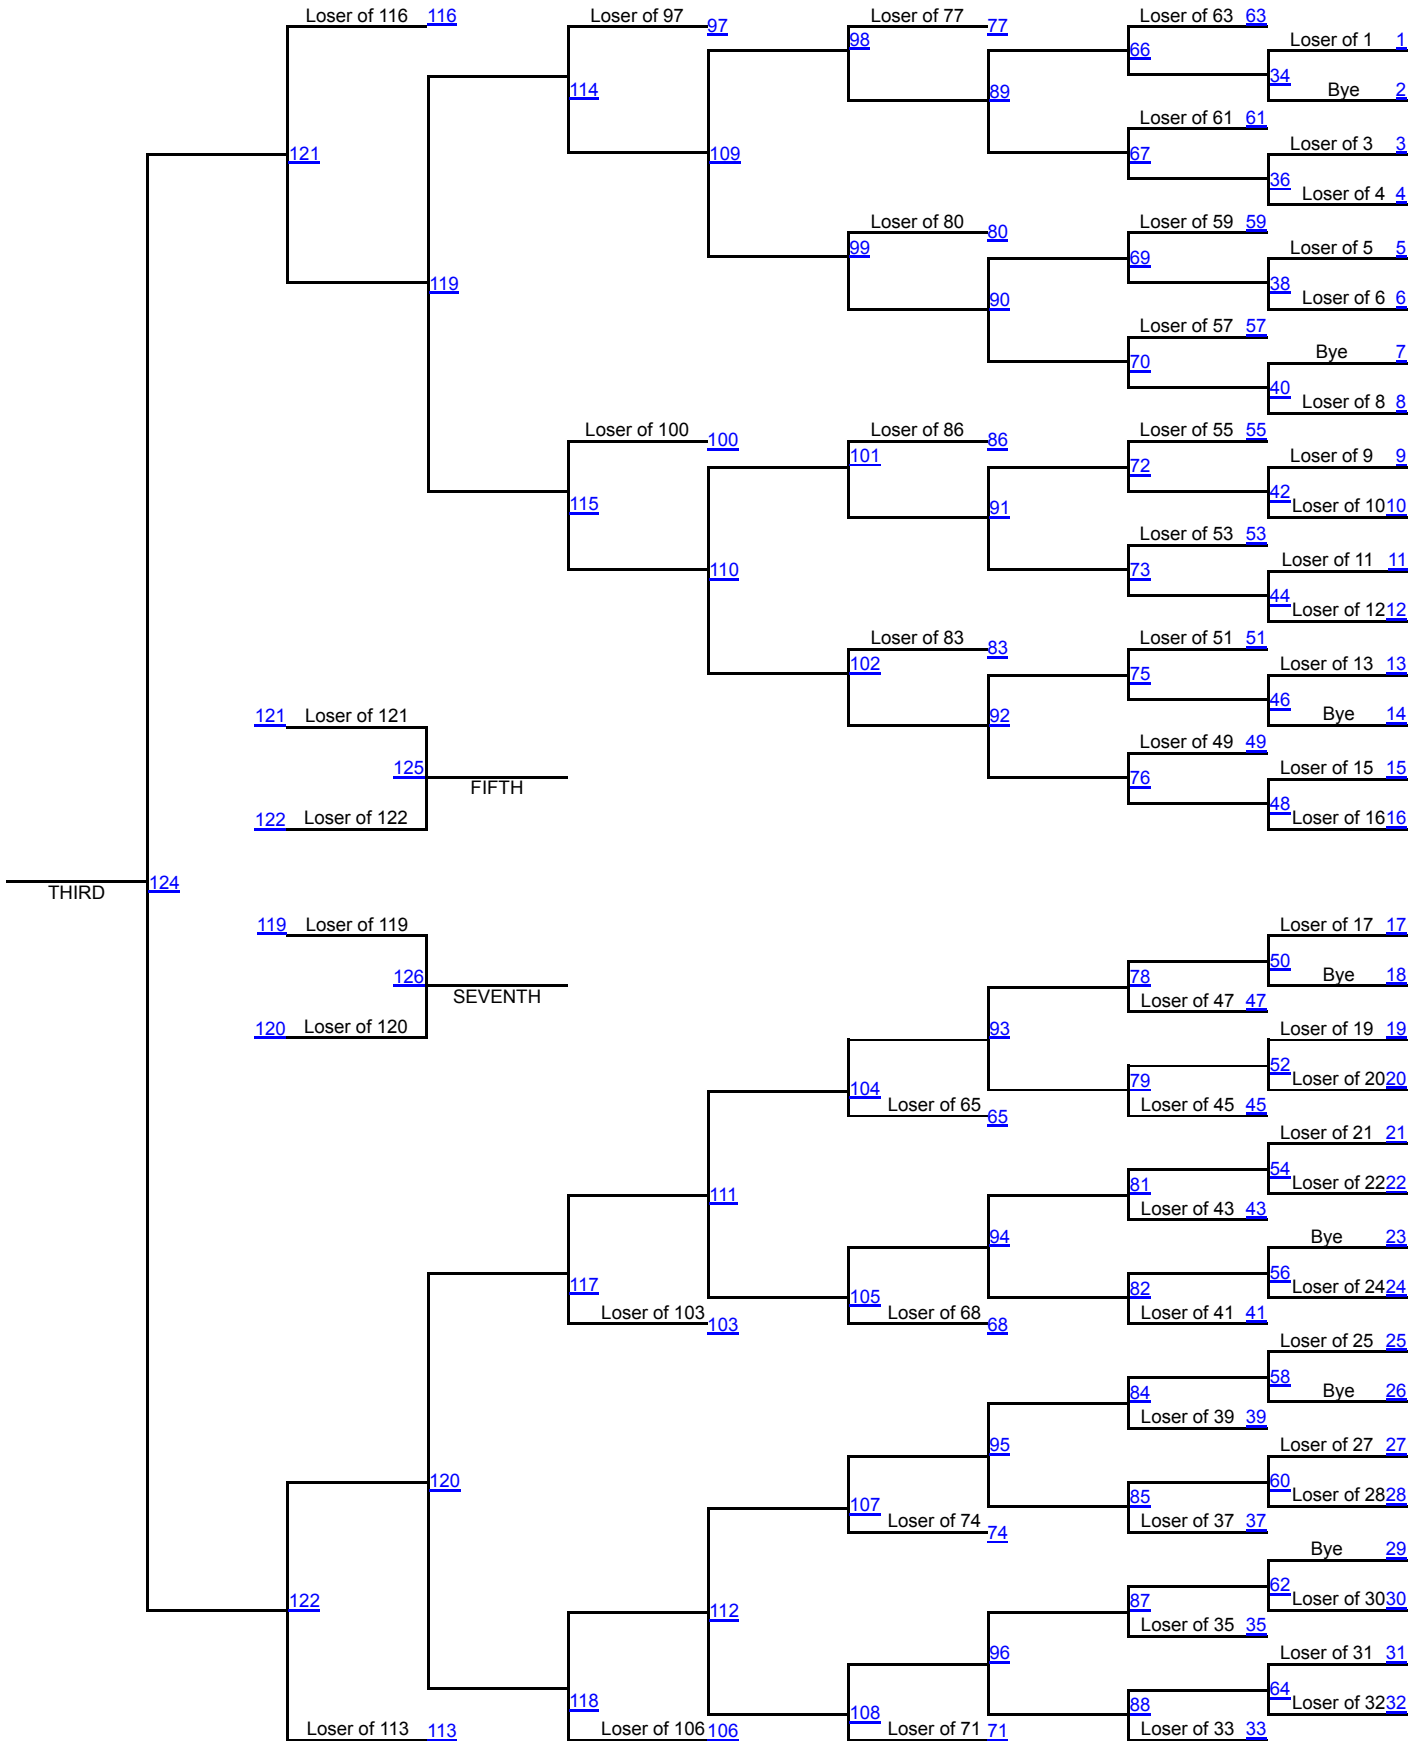 Loser of 116 116 Loser of 97 97 Loser of 77 77 Loser of 63 63
98 66 Loser of 1 1
34
114 89 Bye 2
Loser of 61 61
121 109 67 Loser of 3 3
36
Loser of 4 4
Loser of 80 80 Loser of 59 59
99 69 Loser of 5 5
119 38
90 Loser of 6 6
Loser of 57 57
70 Bye 7
40
Loser of 8 8
Loser of 100 100 Loser of 86 86 Loser of 55 55
101 72 Loser of 9 9
42
115 91 Loser of 10 10
Loser of 53 53
110 73 Loser of 11 11
44
Loser of 12 12
Loser of 83 83 Loser of 51 51
102 75 Loser of 13 13
46
121 Loser of 121 92 Bye 14
Loser of 49 49
125 76 Loser of 15 15
FIFTH
48
122 Loser of 122 Loser of 16 16
124
THIRD
119 Loser of 119 Loser of 17 17
50
126 78 Bye 18
SEVENTH Loser of 47 47
120 Loser of 120 93 Loser of 19 19
52
104 79 Loser of 20 20
Loser of 65 65 Loser of 45 45
Loser of 21 21
54
111 81 Loser of 22 22
Loser of 43 43
94 Bye 23
56
117 105 82 Loser of 24 24
Loser of 103 103 Loser of 68 68 Loser of 41 41
Loser of 25 25
58
84 Bye 26
Loser of 39 39
95 Loser of 27 27
120 60
107 85 Loser of 28 28
Loser of 74 74 Loser of 37 37
Bye 29
62
122 112 87 Loser of 30 30
Loser of 35 35
96 Loser of 31 31
64
118 108 88 Loser of 32 32
Loser of 113 113 Loser of 106 106 Loser of 71 71 Loser of 33 33